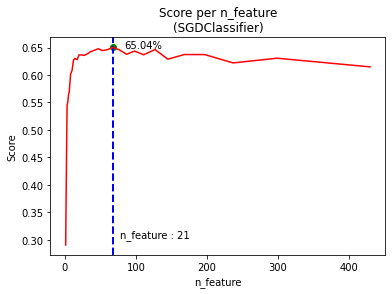 Score per n_feature
(SGDClassifier)
0.65
0.60
0.55
0.50
0.45
0.40
0.35
0.30
Score
65.04%
n_feature : 21
0
100
200
300
400
n_feature